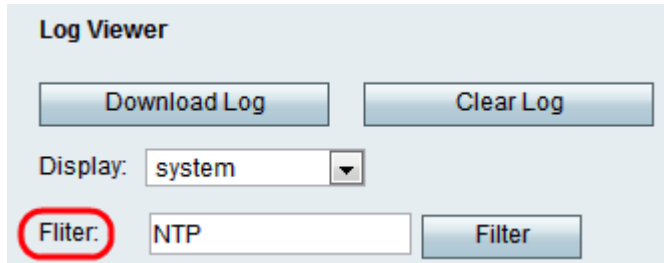 Log Viewer
Download Log Clear Log
Display: system
Fliter: NTP Filter